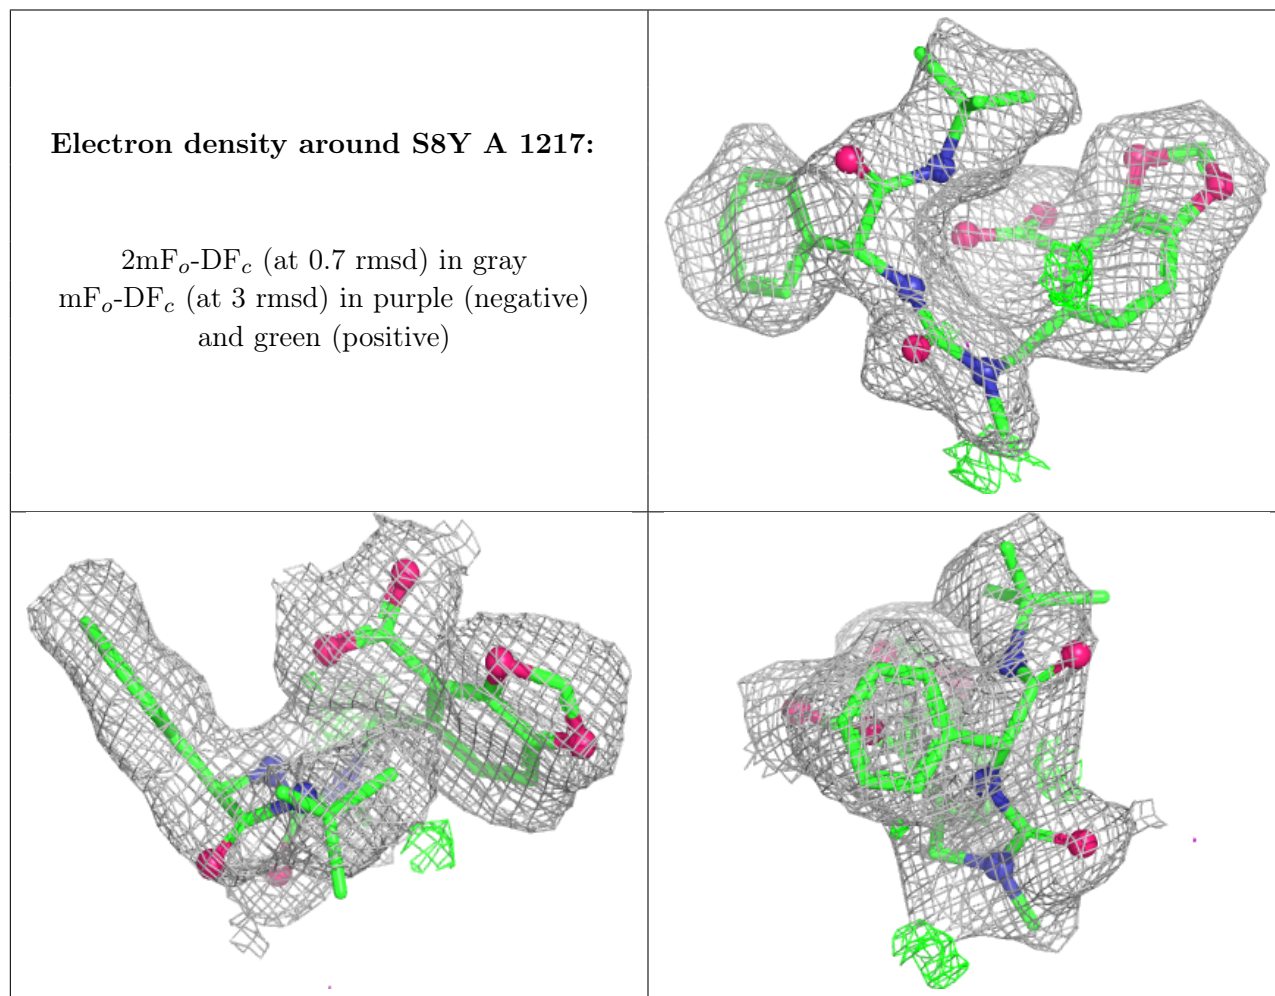 Electron density around S8Y A 1217:
2mFo-DFc (at 0.7 rmsd) in gray
mFo-DFc (at 3 rmsd) in purple (negative)
and green (positive)